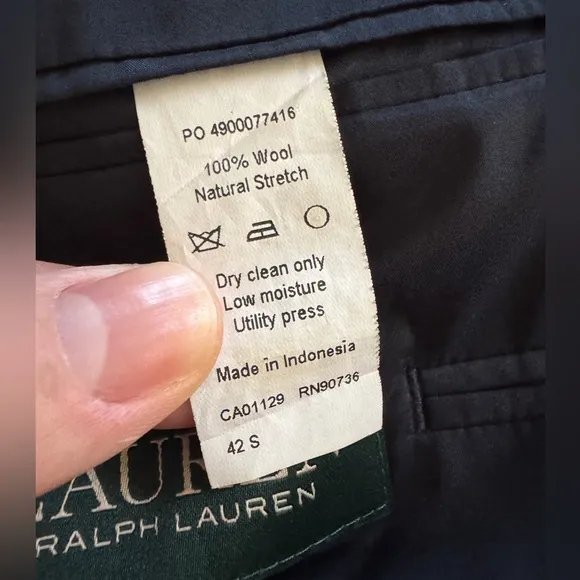 PO 4900077416
100% Wool
Natural Stretch
Dry clean only
Low moisture
Utility press
Made in Indonesia
CA01129 RN90736
42 S
RALPH LAUREN